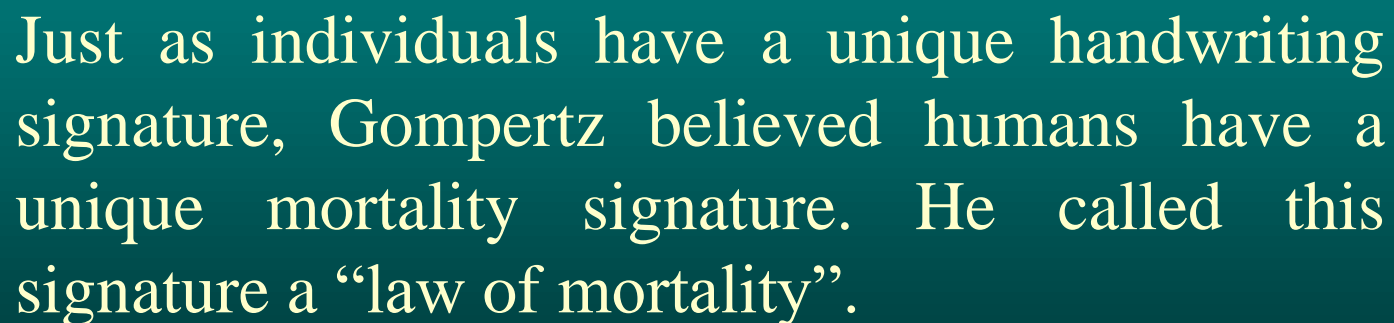 Just as individuals have a unique handwriting
signature, Gompertz believed humans have a
unique mortality signature. He called this
signature a “law of mortality”.